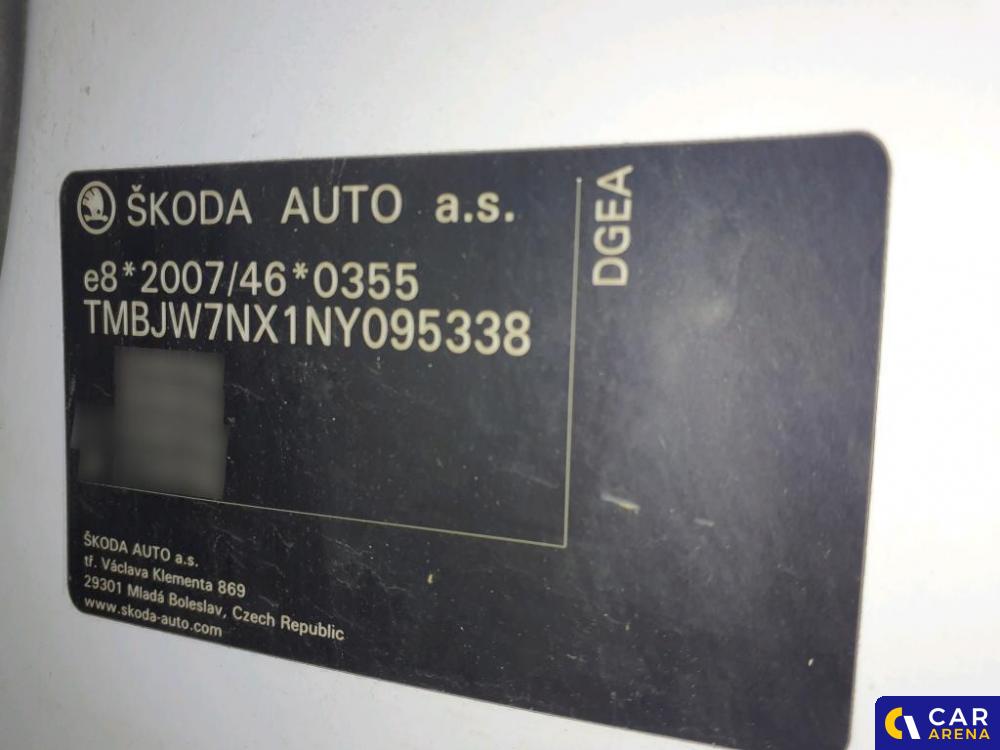 ŠKODA AUTO a.s.
e8*2007/46*0355
TMBJW7NX1NY095338
DGEA
ŠKODA AUTO a.s.
tř. Václava Klementa 869
29301 Mladá Boleslav, Czech Republic
www.skoda-auto.com
CAR
ARENA